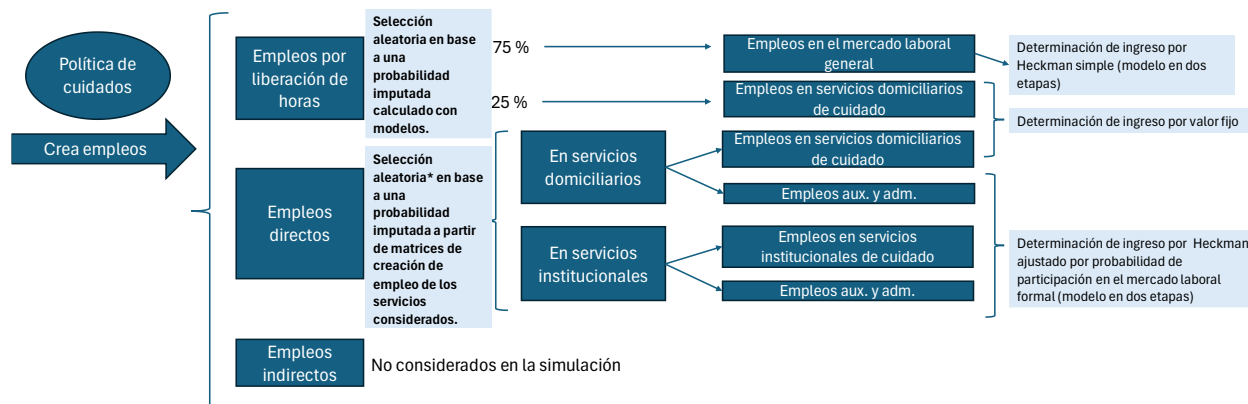 Política de
cuidados
Crea empleos
Empleos por
liberación de
horas
Selección
aleatoria en base
a una
probabilidad
imputada
calculado con
modelos.
75 %
25 %
Empleos en el mercado laboral
general
Empleos en servicios domiciliarios
de cuidado
Determinación de ingreso por
Heckman simple (modelo en dos
etapas)
Determinación de ingreso por valor fijo
Empleos
directos
Selección
aleatoria* en base
a una
probabilidad
imputada a partir
de matrices de
creación de
empleo de los
servicios
considerados.
En servicios
domiciliarios
Empleos en servicios domiciliarios
de cuidado
Empleos aux. y adm.
En servicios
institucionales
Empleos en servicios
institucionales de cuidado
Empleos aux. y adm.
Determinación de ingreso por Heckman
ajustado por probabilidad de
participación en el mercado laboral
formal (modelo en dos etapas)
Empleos
indirectos
No considerados en la simulación